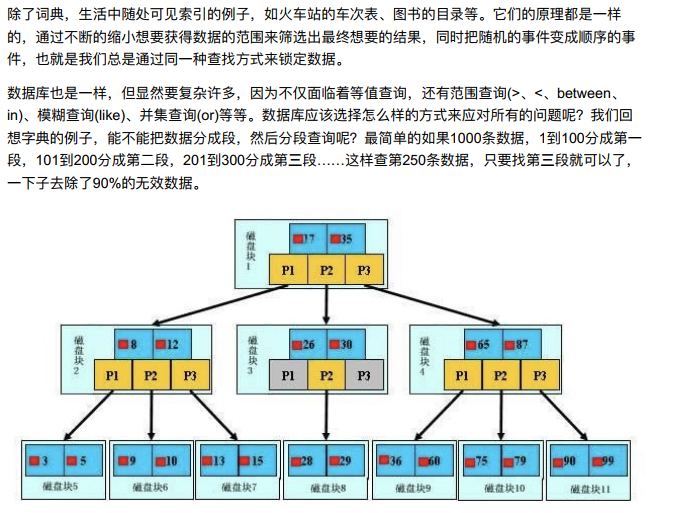 除了词典，生活中随处可见索引的例子，如火车站的车次表、图书的目录等。它们的原理都是一样
的，通过不断的缩小想要获得数据的范围来筛选出最终想要的结果，同时把随机的事件变成顺序的事
件，也就是我们总是通过同一种查找方式来锁定数据。
数据库也是一样，但显然要复杂许多，因为不仅面临着等值查询，还有范围查询(>、<、between、
in)、模糊查询(like)、并集查询(or)等等。数据库应该选择怎么样的方式来应对所有的问题呢？我们回
想字典的例子，能不能把数据分成段，然后分段查询呢？最简单的如果1000条数据，1到100分成第一
段，101到200分成第二段，201到300分成第三段......这样查第250条数据，只要找第三段就可以了，
一下子去除了90%的无效数据。
磁盘块1
17 35
P1 P2 P3
磁盘块2
8 12
P1 P2 P3
磁盘块3
26 30
P1 P2 P3
磁盘块4
65 87
P1 P2 P3
3 5
磁盘块5
9 10
磁盘块6
13 15
磁盘块7
28 29
磁盘块8
36 60
磁盘块9
75 79
磁盘块10
90 99
磁盘块11